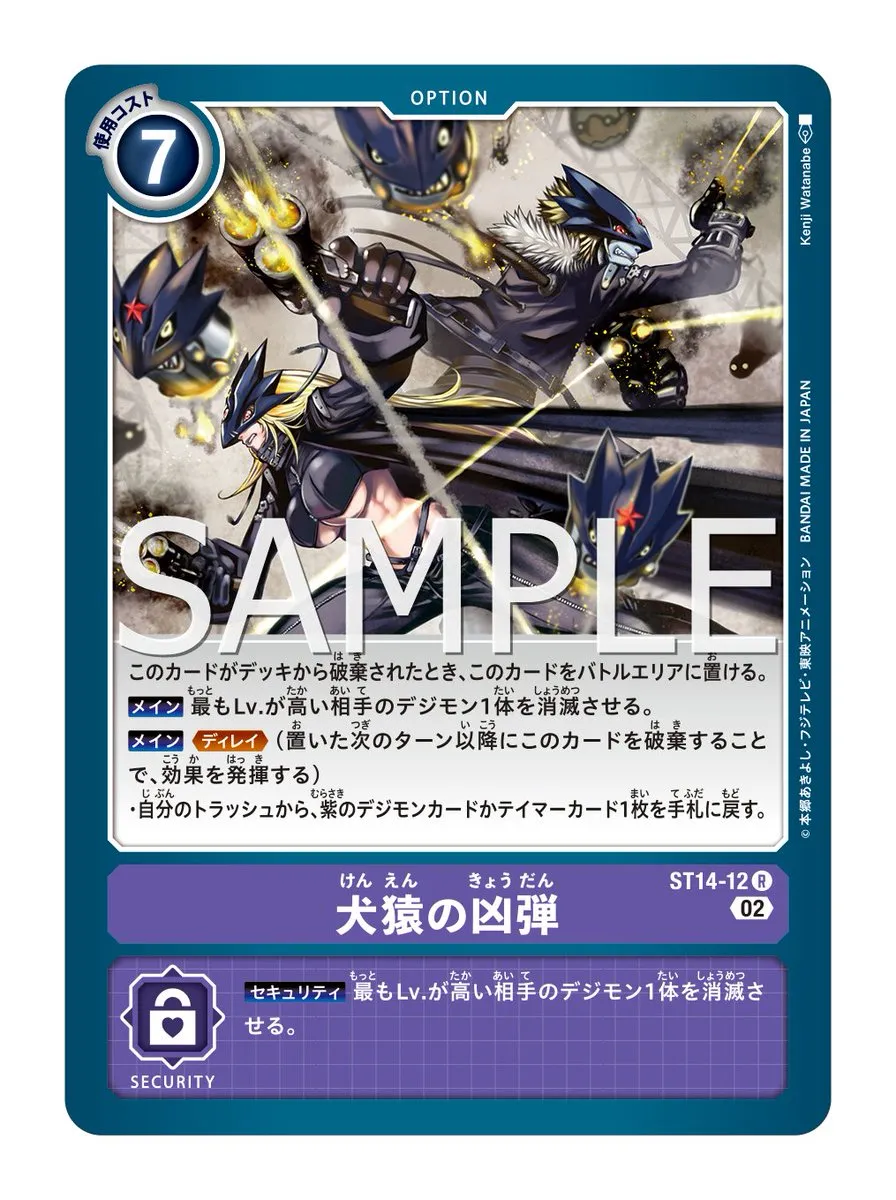 OPTION
使用コスト
7
Kenji Watanabe
SAMPLE
このカードがデッキから破棄されたとき、このカードをバトルエリアに置ける。
メイン 最もLv.が高い相手のデジモン1体を消滅させる。
メイン ディレイ (置いた次のターン以降にこのカードを破棄すること
で、効果を発揮する)
・自分のトラッシュから、紫のデジモンカードかテイマーカード1枚を手札に戻す。
©本郷あきよし・フジテレビ・東映アニメーション BANDAI MADE IN JAPAN
けんえん きょうだん
犬猿の凶弾
ST14-12 R
02
セキュリティ 最もLv.が高い相手のデジモン1体を消滅さ
せる。
SECURITY